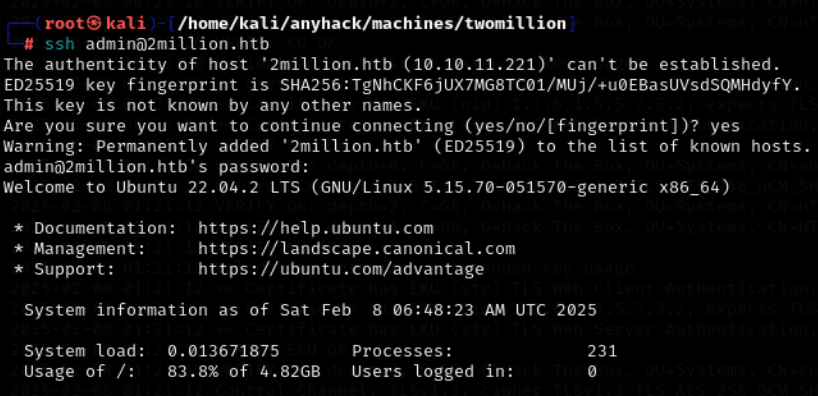 (root㉿kali)-[/home/kali/anyhack/machines/twomillion]
# ssh admin@2million.htb
The authenticity of host '2million.htb (10.10.11.221)' can't be established.
ED25519 key fingerprint is SHA256:TgNhCKF6jUX7MG8TC01/MUj/+u0EBasUVsdSQMHdyfY.
This key is not known by any other names.
Are you sure you want to continue connecting (yes/no/[fingerprint])? yes
Warning: Permanently added '2million.htb' (ED25519) to the list of known hosts.
admin@2million.htb's password:
Welcome to Ubuntu 22.04.2 LTS (GNU/Linux 5.15.70-051570-generic x86_64)
* Documentation:  https://help.ubuntu.com
* Management:     https://landscape.canonical.com
* Support:        https://ubuntu.com/advantage
System information as of Sat Feb  8 06:48:23 AM UTC 2025
System load:  0.013671875       Processes:             231
Usage of /:   83.8% of 4.82GB   Users logged in:       0